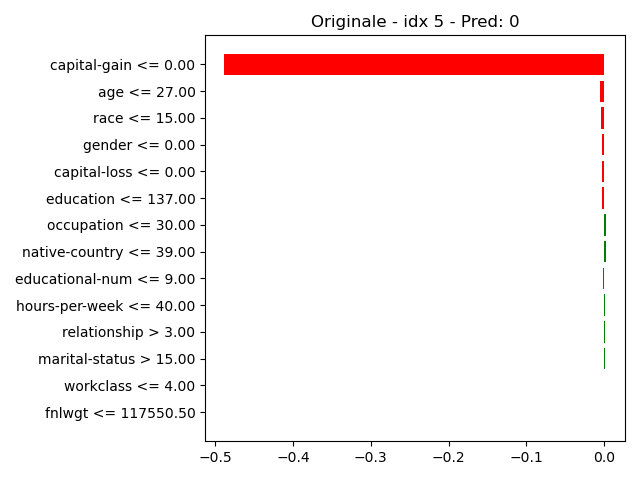 Originale - idx 5 - Pred: 0
capital-gain <= 0.00
age <= 27.00
race <= 15.00
gender <= 0.00
capital-loss <= 0.00
education <= 137.00
occupation <= 30.00
native-country <= 39.00
educational-num <= 9.00
hours-per-week <= 40.00
relationship > 3.00
marital-status > 15.00
workclass <= 4.00
fnlwgt <= 117550.50
−0.5 −0.4 −0.3 −0.2 −0.1 0.0